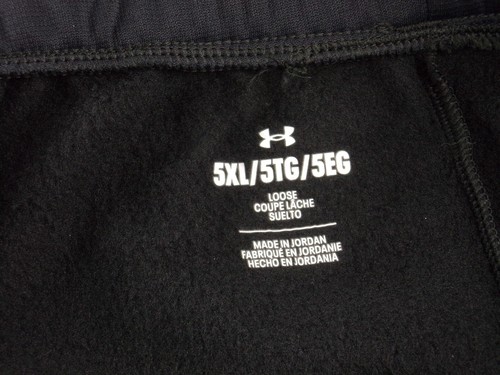 5XL/5TG/5EG
LOOSE
COUPE LÂCHE
SUELTO
MADE IN JORDAN
FABRIQUÉ EN JORDANIE
HECHO EN JORDANIA